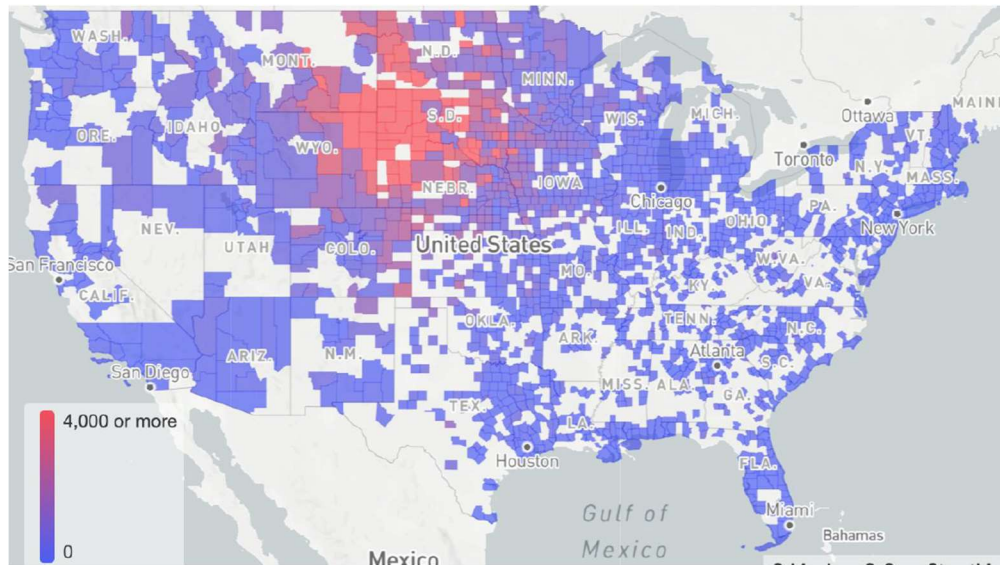 WASH.
MONT.
N.D.
MINN.
Ottawa
MAINE
ORE.
IDAHO
S.D.
WIS.
MICH.
VT.
WYO.
Toronto
N.Y.
MASS.
NEBR.
IOWA
Chicago
PA.
New York
NEV.
UTAH
COLO.
United States
ILL.
IND.
OHIO
San Francisco
MO.
W.VA.
VA.
CALIF.
KY.
OKLA.
TENN.
N.C.
ARIZ.
N.M.
ARK.
Atlanta
S.C.
San Diego
MISS.
ALA.
GA.
TEX.
LA.
4,000 or more
Houston
FLA.
Gulf of
Mexico
Miami
Bahamas
0
Mexico